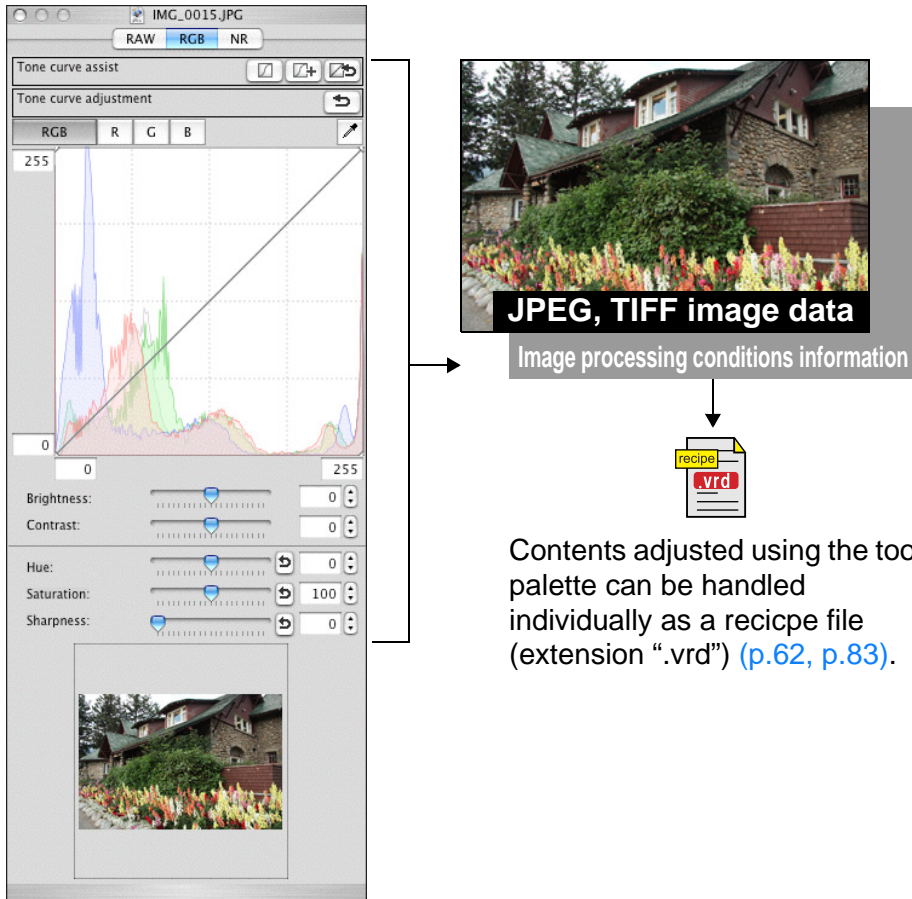 IMG_0015.JPG
RAW RGB NR
Tone curve assist
Tone curve adjustment
RGB R G B
255
0
0 255
Brightness: 0
Contrast: 0
Hue: 0
Saturation: 100
Sharpness: 0
JPEG, TIFF image data
Image processing conditions information
recipe
.vrd
Contents adjusted using the too
palette can be handled
individually as a recicpe file
(extension “.vrd”) (p.62, p.83).